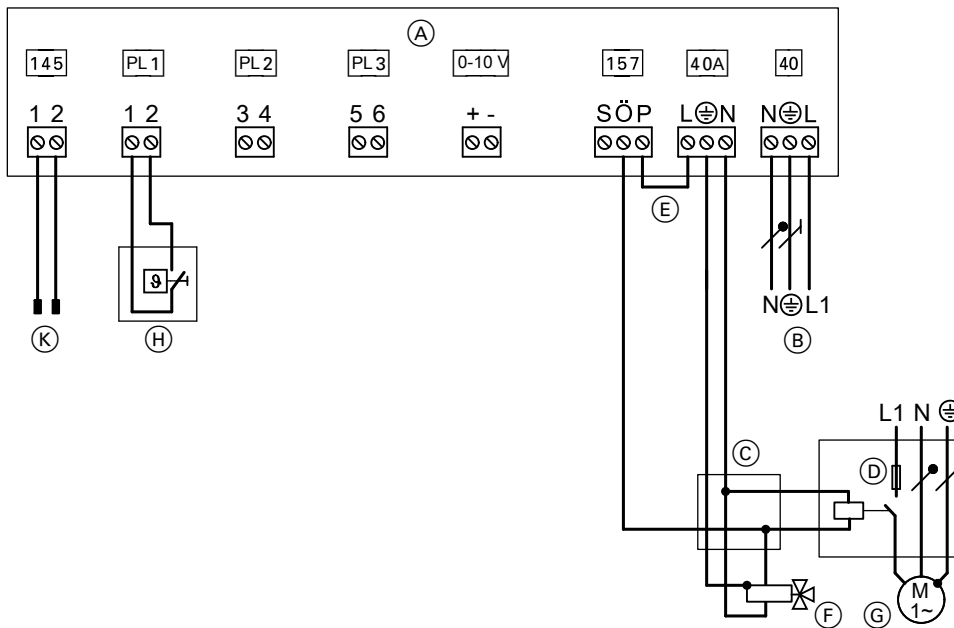 A
145 PL1 PL2 PL3 0-10 V 157 40A 40
1 2 1 2 3 4 5 6 + - S Ö P L ⏚ N N ⏚ L
E
ϑ
N ⏚ L1
K H B
L1 N ⏚
C D
M
1~
F G